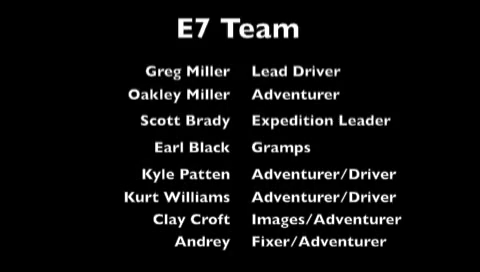 E7 Team
Greg Miller Lead Driver
Oakley Miller Adventurer
Scott Brady Expedition Leader
Earl Black Gramps
Kyle Patten Adventurer/Driver
Kurt Williams Adventurer/Driver
Clay Croft Images/Adventurer
Andrey Fixer/Adventurer